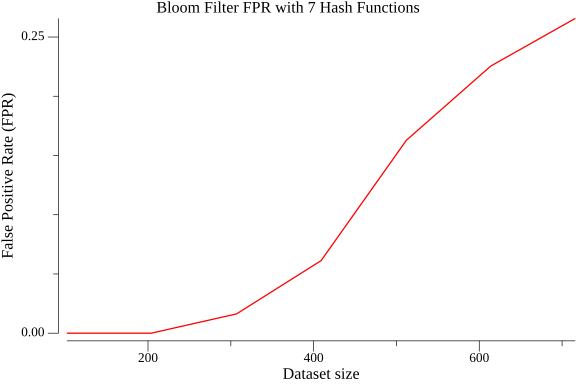 Bloom Filter FPR with 7 Hash Functions
0.25
False Positive Rate (FPR)
0.00
200
400
600
Dataset size